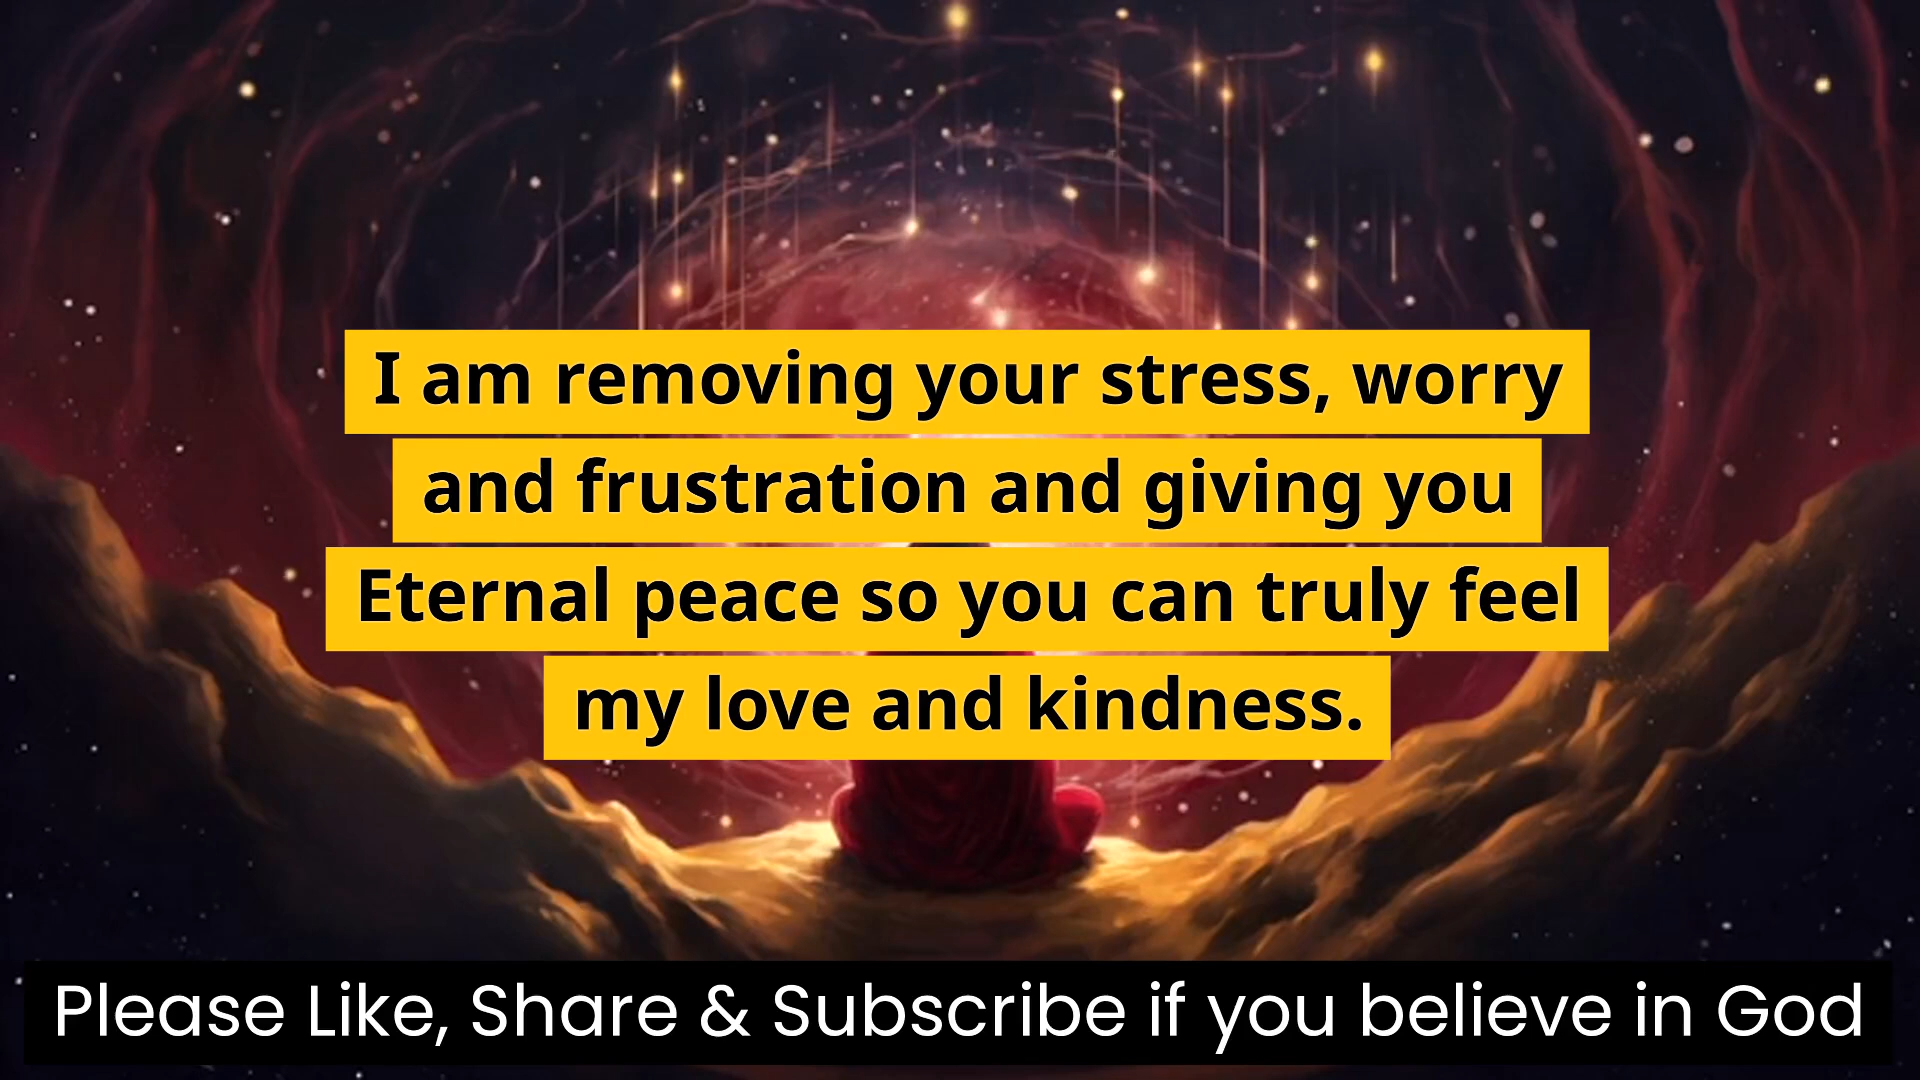 I am removing your stress, worry
and frustration and giving you
Eternal peace so you can truly feel
my love and kindness.
Please Like, Share & Subscribe if you believe in God